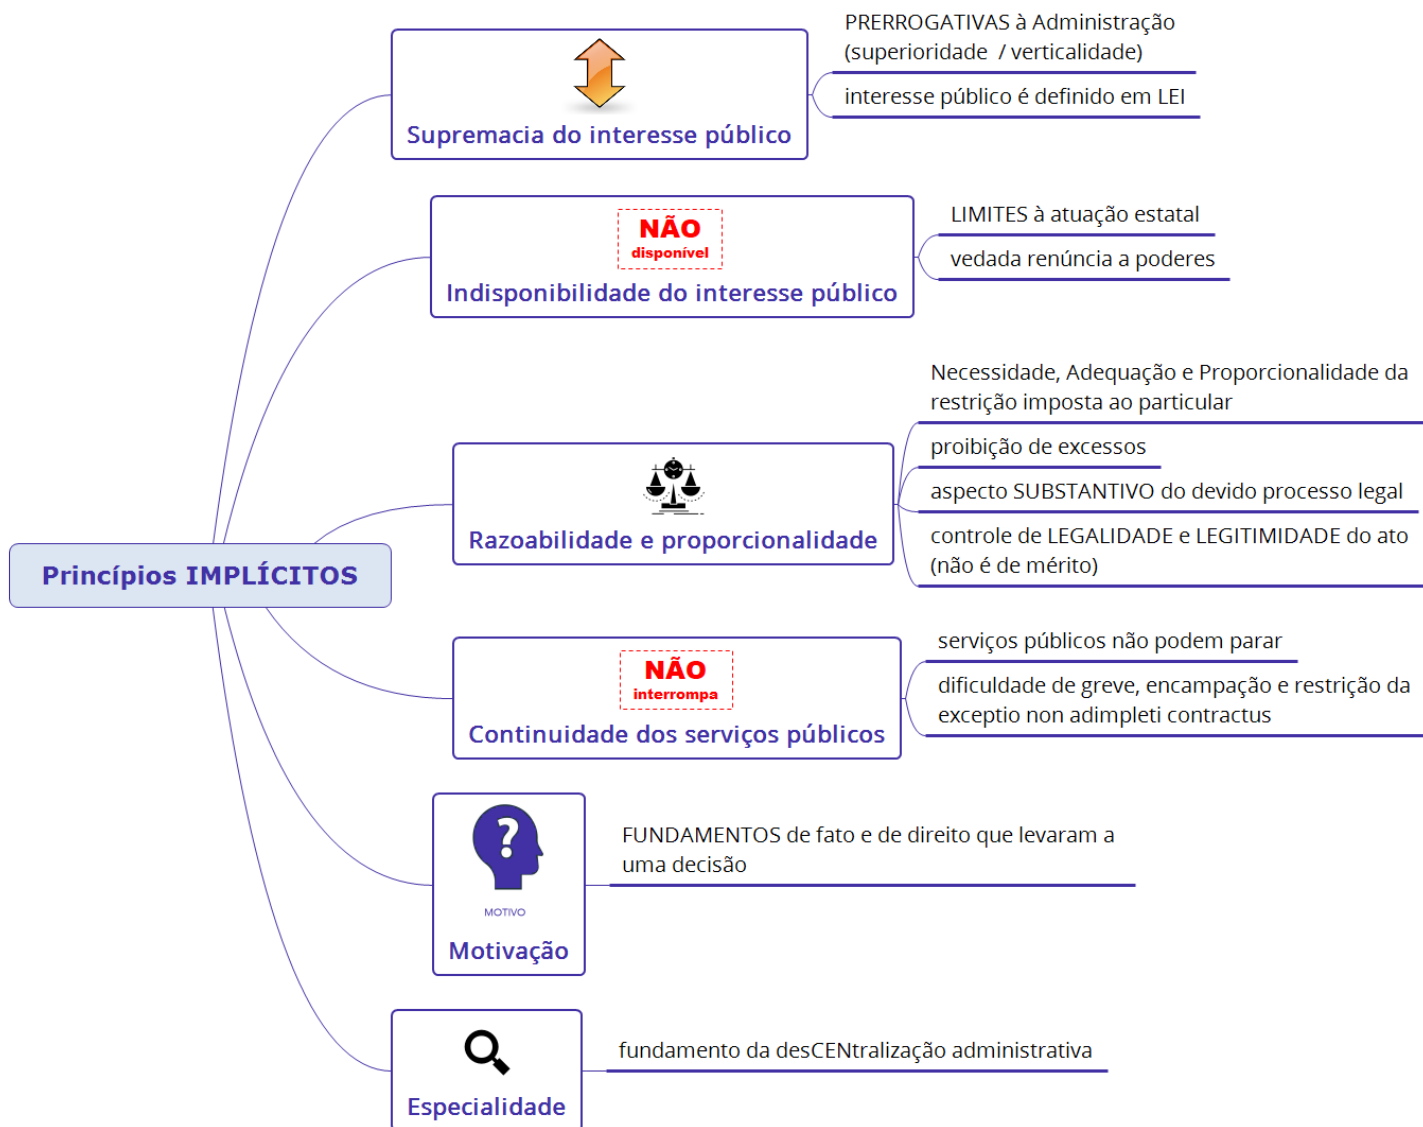 Princípios IMPLÍCITOS
Supremacia do interesse público
PRERROGATIVAS à Administração
(superioridade / verticalidade)
interesse público é definido em LEI
NÃO
disponível
Indisponibilidade do interesse público
LIMITES à atuação estatal
vedada renúncia a poderes
Razoabilidade e proporcionalidade
Necessidade, Adequação e Proporcionalidade da
restrição imposta ao particular
proibição de excessos
aspecto SUBSTANTIVO do devido processo legal
controle de LEGALIDADE e LEGITIMIDADE do ato
(não é de mérito)
NÃO
interrompa
Continuidade dos serviços públicos
serviços públicos não podem parar
dificuldade de greve, encampação e restrição da
exceptio non adimpleti contractus
?
MOTIVO
Motivação
FUNDAMENTOS de fato e de direito que levaram a
uma decisão
Especialidade
fundamento da desCENtralização administrativa